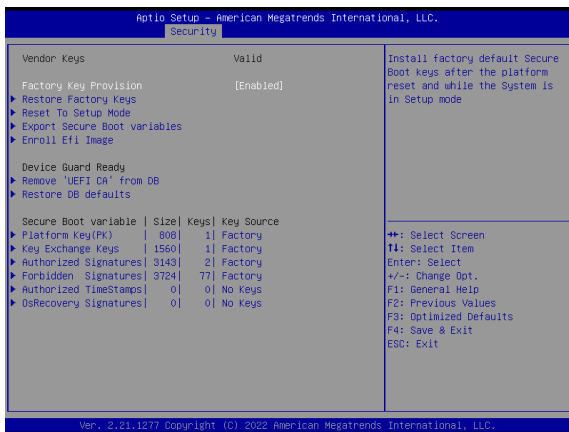 Aptio Setup – American Megatrends International, LLC.
Security
Vendor Keys Valid
Factory Key Provision [Enabled]
▶ Restore Factory Keys
▶ Reset To Setup Mode
▶ Export Secure Boot variables
▶ Enroll Efi Image
Device Guard Ready
▶ Remove 'UEFI CA' from DB
▶ Restore DB defaults
Secure Boot variable | Size| Keys| Key Source
▶ Platform Key(PK) | 808| 1| Factory
▶ Key Exchange Keys | 1560| 1| Factory
▶ Authorized Signatures| 3143| 2| Factory
▶ Forbidden Signatures| 3724| 77| Factory
▶ Authorized TimeStamps| 0| 0| No Keys
▶ OsRecovery Signatures| 0| 0| No Keys
Install factory default Secure
Boot keys after the platform
reset and while the System is
in Setup mode
→←: Select Screen
↑↓: Select Item
Enter: Select
+/-: Change Opt.
F1: General Help
F2: Previous Values
F3: Optimized Defaults
F4: Save & Exit
ESC: Exit
Ver. 2.21.1277 Copyright (C) 2022 American Megatrends International, LLC.